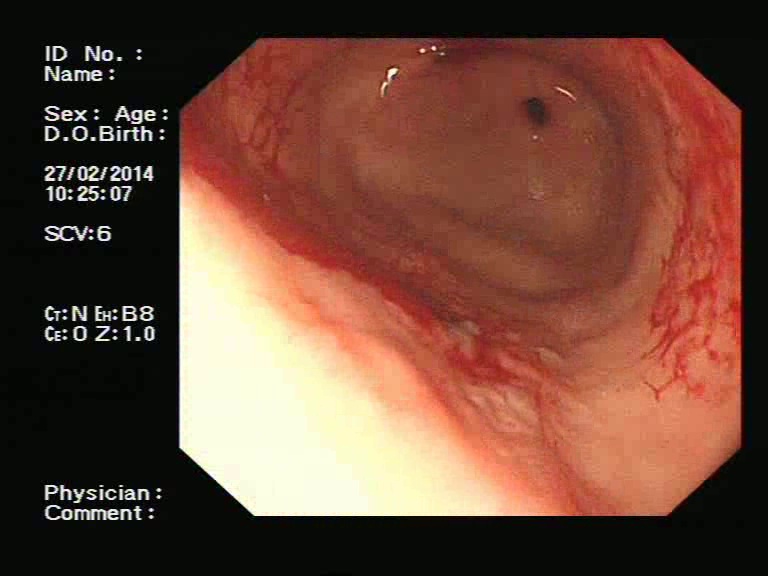 ID No. :
Name :
Sex : Age :
D.O.Birth :
27/02/2014
10:25:07
SCV:6
CT:N EH:B8
CE:0 Z:1.0
Physician :
Comment :